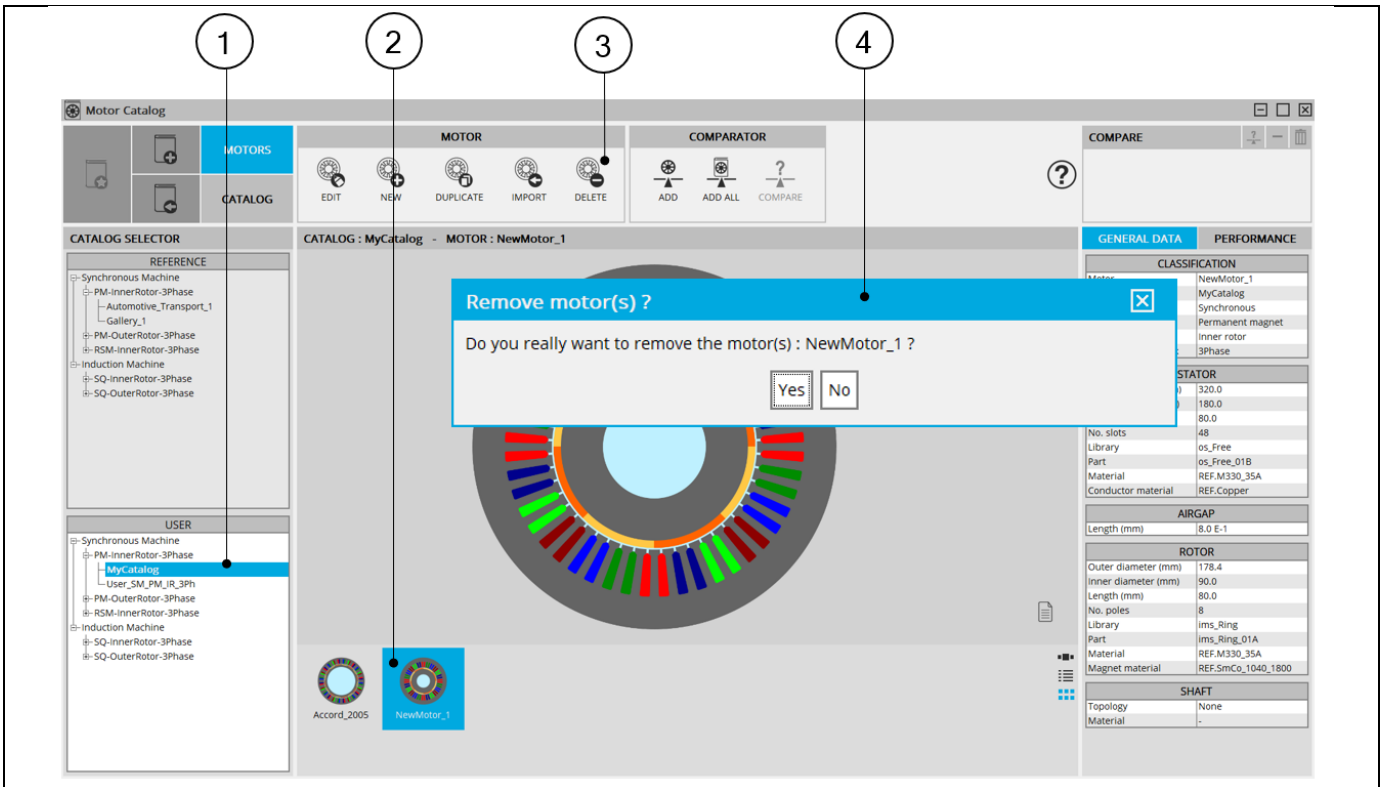 1
2
3
4
Motor Catalog
MOTORS
CATALOG
MOTOR
EDIT
NEW
DUPLICATE
IMPORT
DELETE
COMPARATOR
ADD
ADD ALL
?
COMPARE
?
COMPARE
?
CATALOG SELECTOR
REFERENCE
Synchronous Machine
PM-InnerRotor-3Phase
Automotive_Transport_1
Gallery_1
PM-OuterRotor-3Phase
RSM-InnerRotor-3Phase
Induction Machine
SQ-InnerRotor-3Phase
SQ-OuterRotor-3Phase
USER
Synchronous Machine
PM-InnerRotor-3Phase
MyCatalog
User_SM_PM_IR_3Ph
PM-OuterRotor-3Phase
RSM-InnerRotor-3Phase
Induction Machine
SQ-InnerRotor-3Phase
SQ-OuterRotor-3Phase
CATALOG : MyCatalog - MOTOR : NewMotor_1
Remove motor(s) ?
Do you really want to remove the motor(s) : NewMotor_1 ?
Yes No
Accord_2005
NewMotor_1
GENERAL DATA PERFORMANCE
CLASSIFICATION
NewMotor_1
MyCatalog
Synchronous
Permanent magnet
Inner rotor
3Phase
STATOR
320.0
180.0
80.0
No. slots 48
Library os_Free
Part os_Free_01B
Material REF.M330_35A
Conductor material REF.Copper
AIRGAP
Length (mm) 8.0 E-1
ROTOR
Outer diameter (mm) 178.4
Inner diameter (mm) 90.0
Length (mm) 80.0
No. poles 8
Library ims_Ring
Part ims_Ring_01A
Material REF.M330_35A
Magnet material REF.SmCo_1040_1800
SHAFT
Topology None
Material -